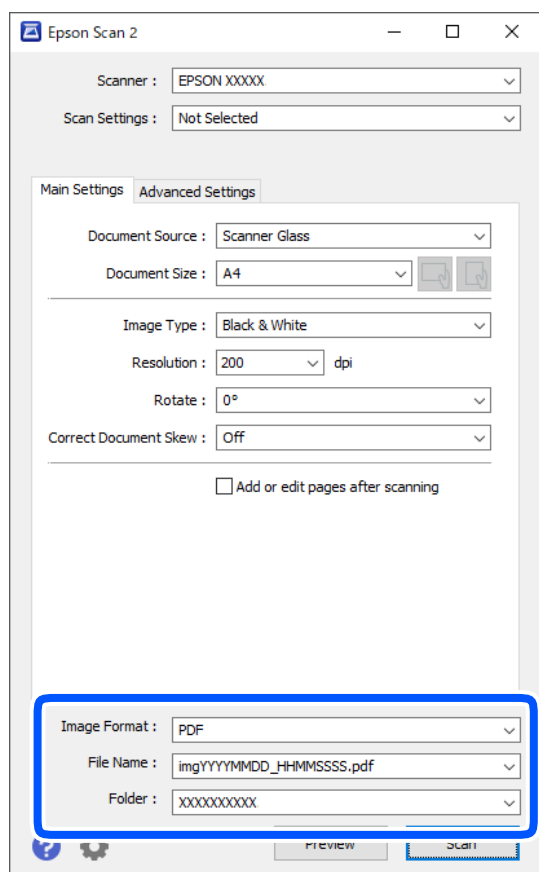 Epson Scan 2
Scanner : EPSON XXXXX
Scan Settings : Not Selected
Main Settings Advanced Settings
Document Source : Scanner Glass
Document Size : A4
Image Type : Black & White
Resolution : 200 dpi
Rotate : 0°
Correct Document Skew : Off
Add or edit pages after scanning
Image Format : PDF
File Name : imgYYYYMMDD_HHMMSSSS.pdf
Folder : XXXXXXXXXX
? Preview Scan